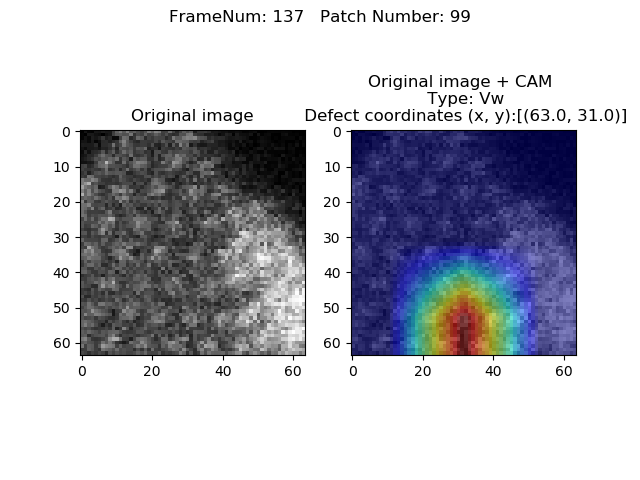 FrameNum: 137   Patch Number: 99
Original image
Original image + CAM
Type: Vw
Defect coordinates (x, y):[(63.0, 31.0)]
0
10
20
30
40
50
60
0 20 40 60
0
10
20
30
40
50
60
0 20 40 60